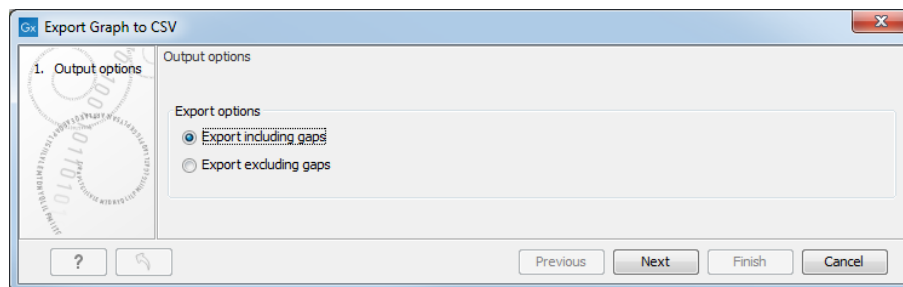 Gx Export Graph to CSV
X
1. Output options
Output options
Export options
Export including gaps
Export excluding gaps
?
Previous
Next
Finish
Cancel